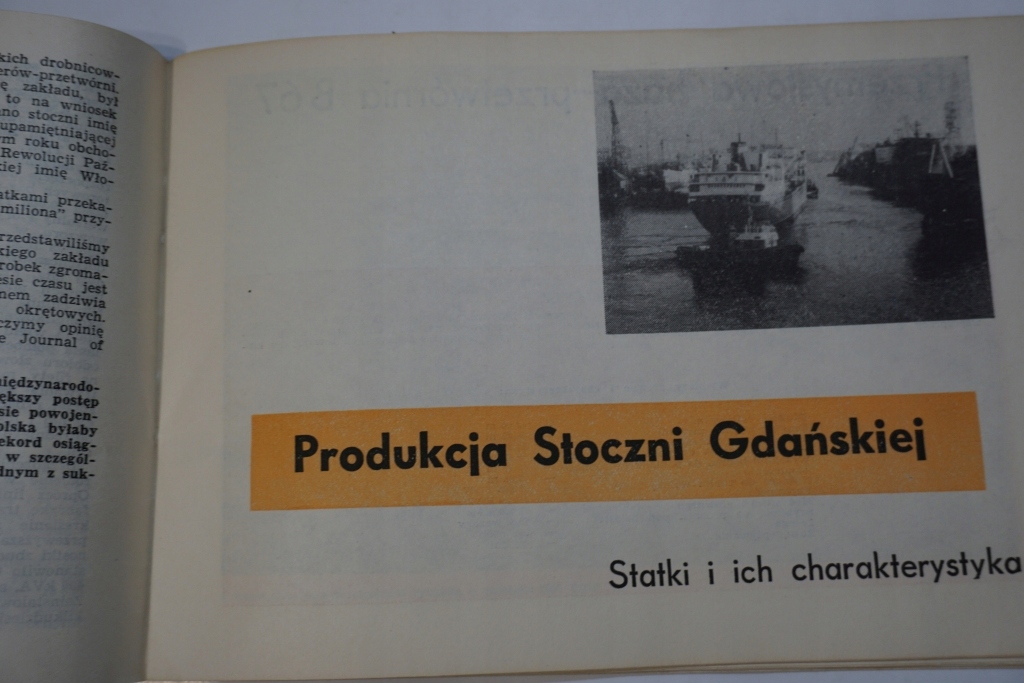 kich drobnicow-
erów-przetwórni.
ę zakładu, był
to na wniosek
no stoczni imię
upamiętniającej
ym roku obcho-
Rewolucji Paź-
kiej imię Wło-
atkami przeka-
miliona” przy-
rzedstawiliśmy
kiego zakładu
robek zgroma-
esie czasu jest
nem zadziwia
okrętowych.
czymy opinię
e Journal of
międzynarodo-
ększy postęp
sie powojen-
olska byłaby
ekord osiąg-
w szczegól-
dnym z suk-
Produkcja Stoczni Gdańskiej
Statki i ich charakterystyka